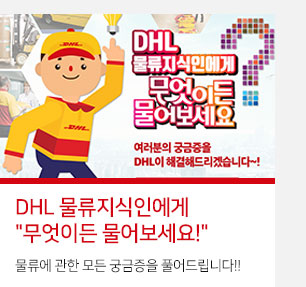 DHL
DHL
물류지식인에게
무엇이든
물어보세요
?
여러분의 궁금증을
DHL이 해결해드리겠습니다~!
DHL
DHL 물류지식인에게
"무엇이든 물어보세요!"
물류에 관한 모든 궁금증을 풀어드립니다!!